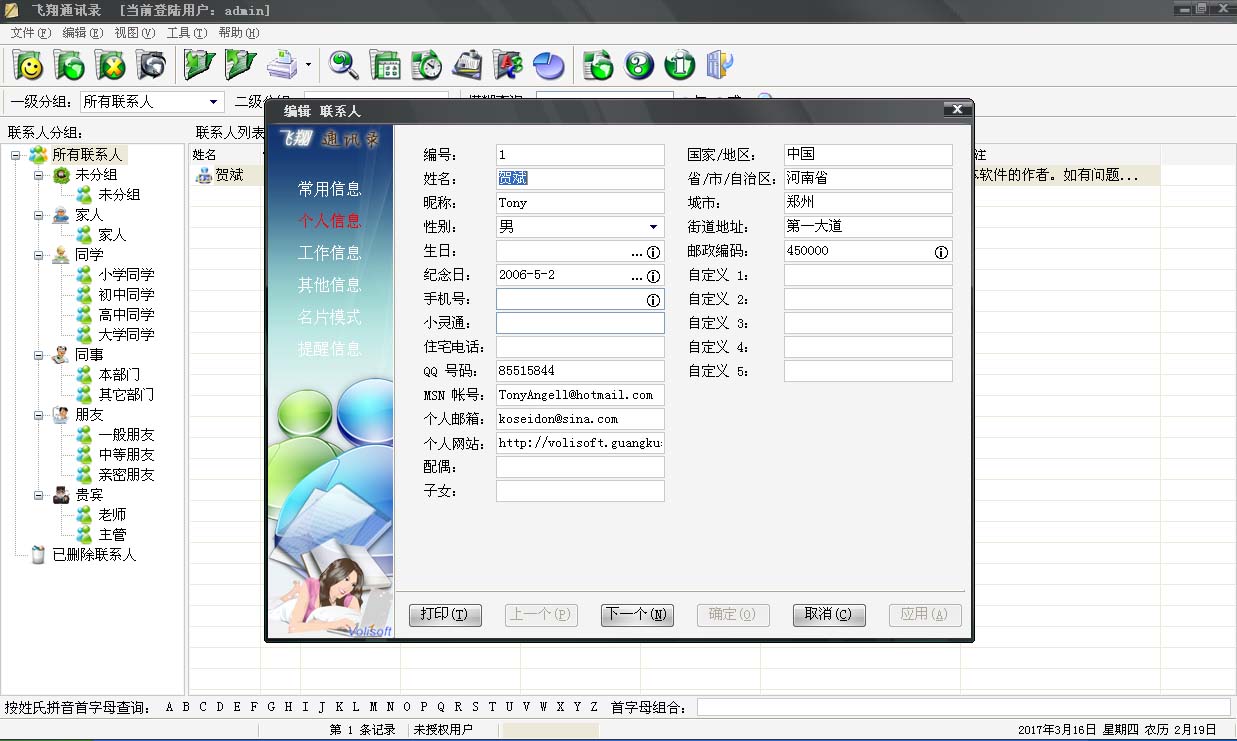 飞翔通讯录 [当前登陆用户：admin]
文件(F) 编辑(E) 视图(V) 工具(T) 帮助(H)
一级分组： 所有联系人
联系人分组：
所有联系人
未分组
未分组
家人
家人
同学
小学同学
初中同学
高中同学
大学同学
同事
本部门
其它部门
朋友
一般朋友
中等朋友
亲密朋友
贵宾
老师
主管
已删除联系人
联系人列表
姓名
贺斌
注
软件的作者。如有问题...
编辑 联系人
飞翔 通讯录
常用信息
个人信息
工作信息
其他信息
名片模式
提醒信息
Volisoft
编号： 1
姓名： 贺斌
昵称： Tony
性别： 男
生日： ...
纪念日： 2006-5-2 ...
手机号：
小灵通：
住宅电话：
QQ 号码： 85515844
MSN 帐号： TonyAngell@hotmail.com
个人邮箱： koseidon@sina.com
个人网站： http://volisoft.guangku
配偶：
子女：
国家/地区： 中国
省/市/自治区： 河南省
城市： 郑州
街道地址： 第一大道
邮政编码： 450000
自定义 1：
自定义 2：
自定义 3：
自定义 4：
自定义 5：
打印(T) 上一个(P) 下一个(N) 确定(O) 取消(C) 应用(A)
按姓氏拼音首字母查询： A B C D E F G H I J K L M N O P Q R S T U V W X Y Z 首字母组合：
第 1 条记录 未授权用户 2017年3月16日 星期四 农历 2月19日